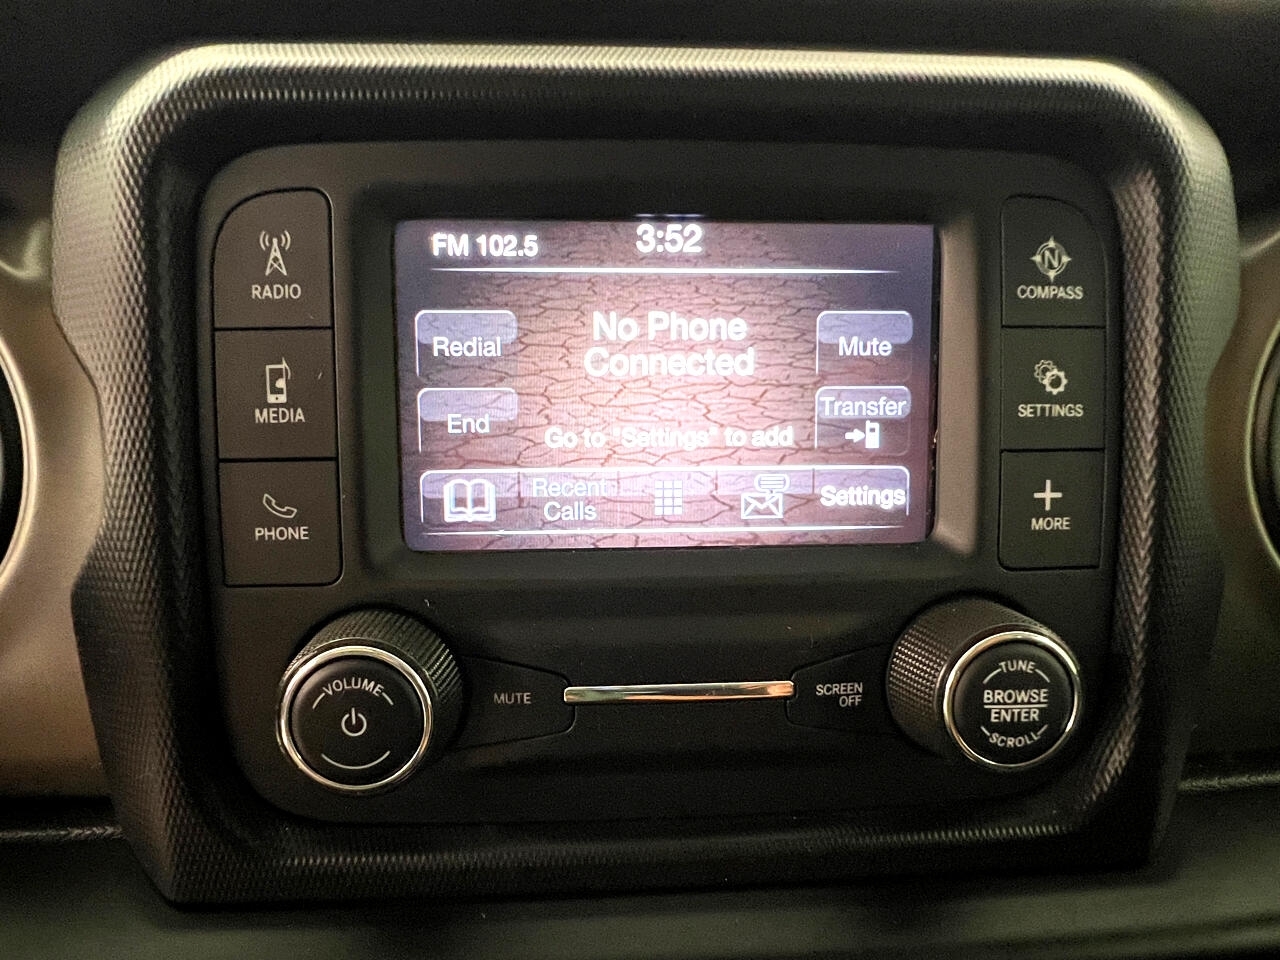 FM 102.5
3:52
RADIO
MEDIA
PHONE
No Phone
Connected
Redial
Mute
End
Transfer
Go to "Settings" to add
Recent
Calls
Settings
N
COMPASS
SETTINGS
MORE
VOLUME
MUTE
SCREEN
OFF
TUNE
BROWSE
ENTER
SCROLL